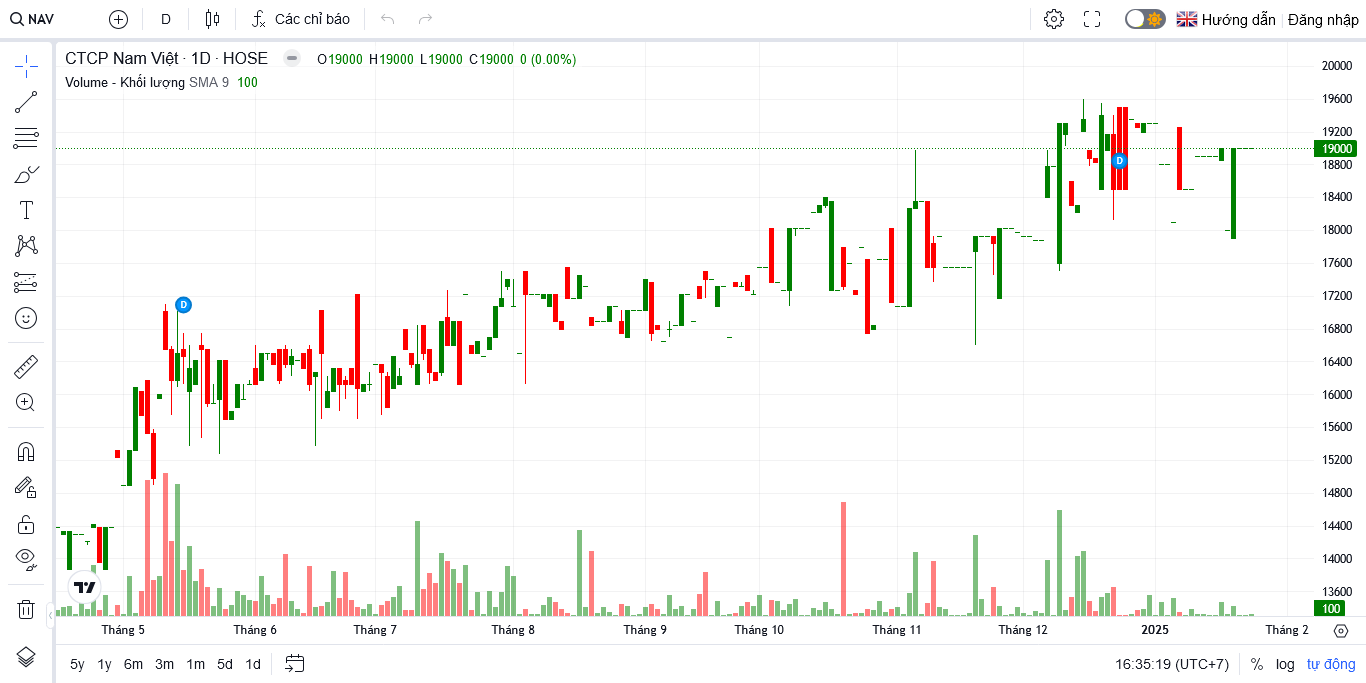 NAV D Các chỉ báo Hướng dẫn Đăng nhập
CTCP Nam Việt · 1D · HOSE O19000 H19000 L19000 C19000 0 (0.00%)
Volume - Khối lượng SMA 9 100
20000
19600
19200
19000
18800
18400
18000
17600
17200
16800
16400
16000
15600
15200
14800
14400
14000
13600
100
D
D
Tháng 5 Tháng 6 Tháng 7 Tháng 8 Tháng 9 Tháng 10 Tháng 11 Tháng 12 2025 Tháng 2
5y 1y 6m 3m 1m 5d 1d 16:35:19 (UTC+7) % log tự động